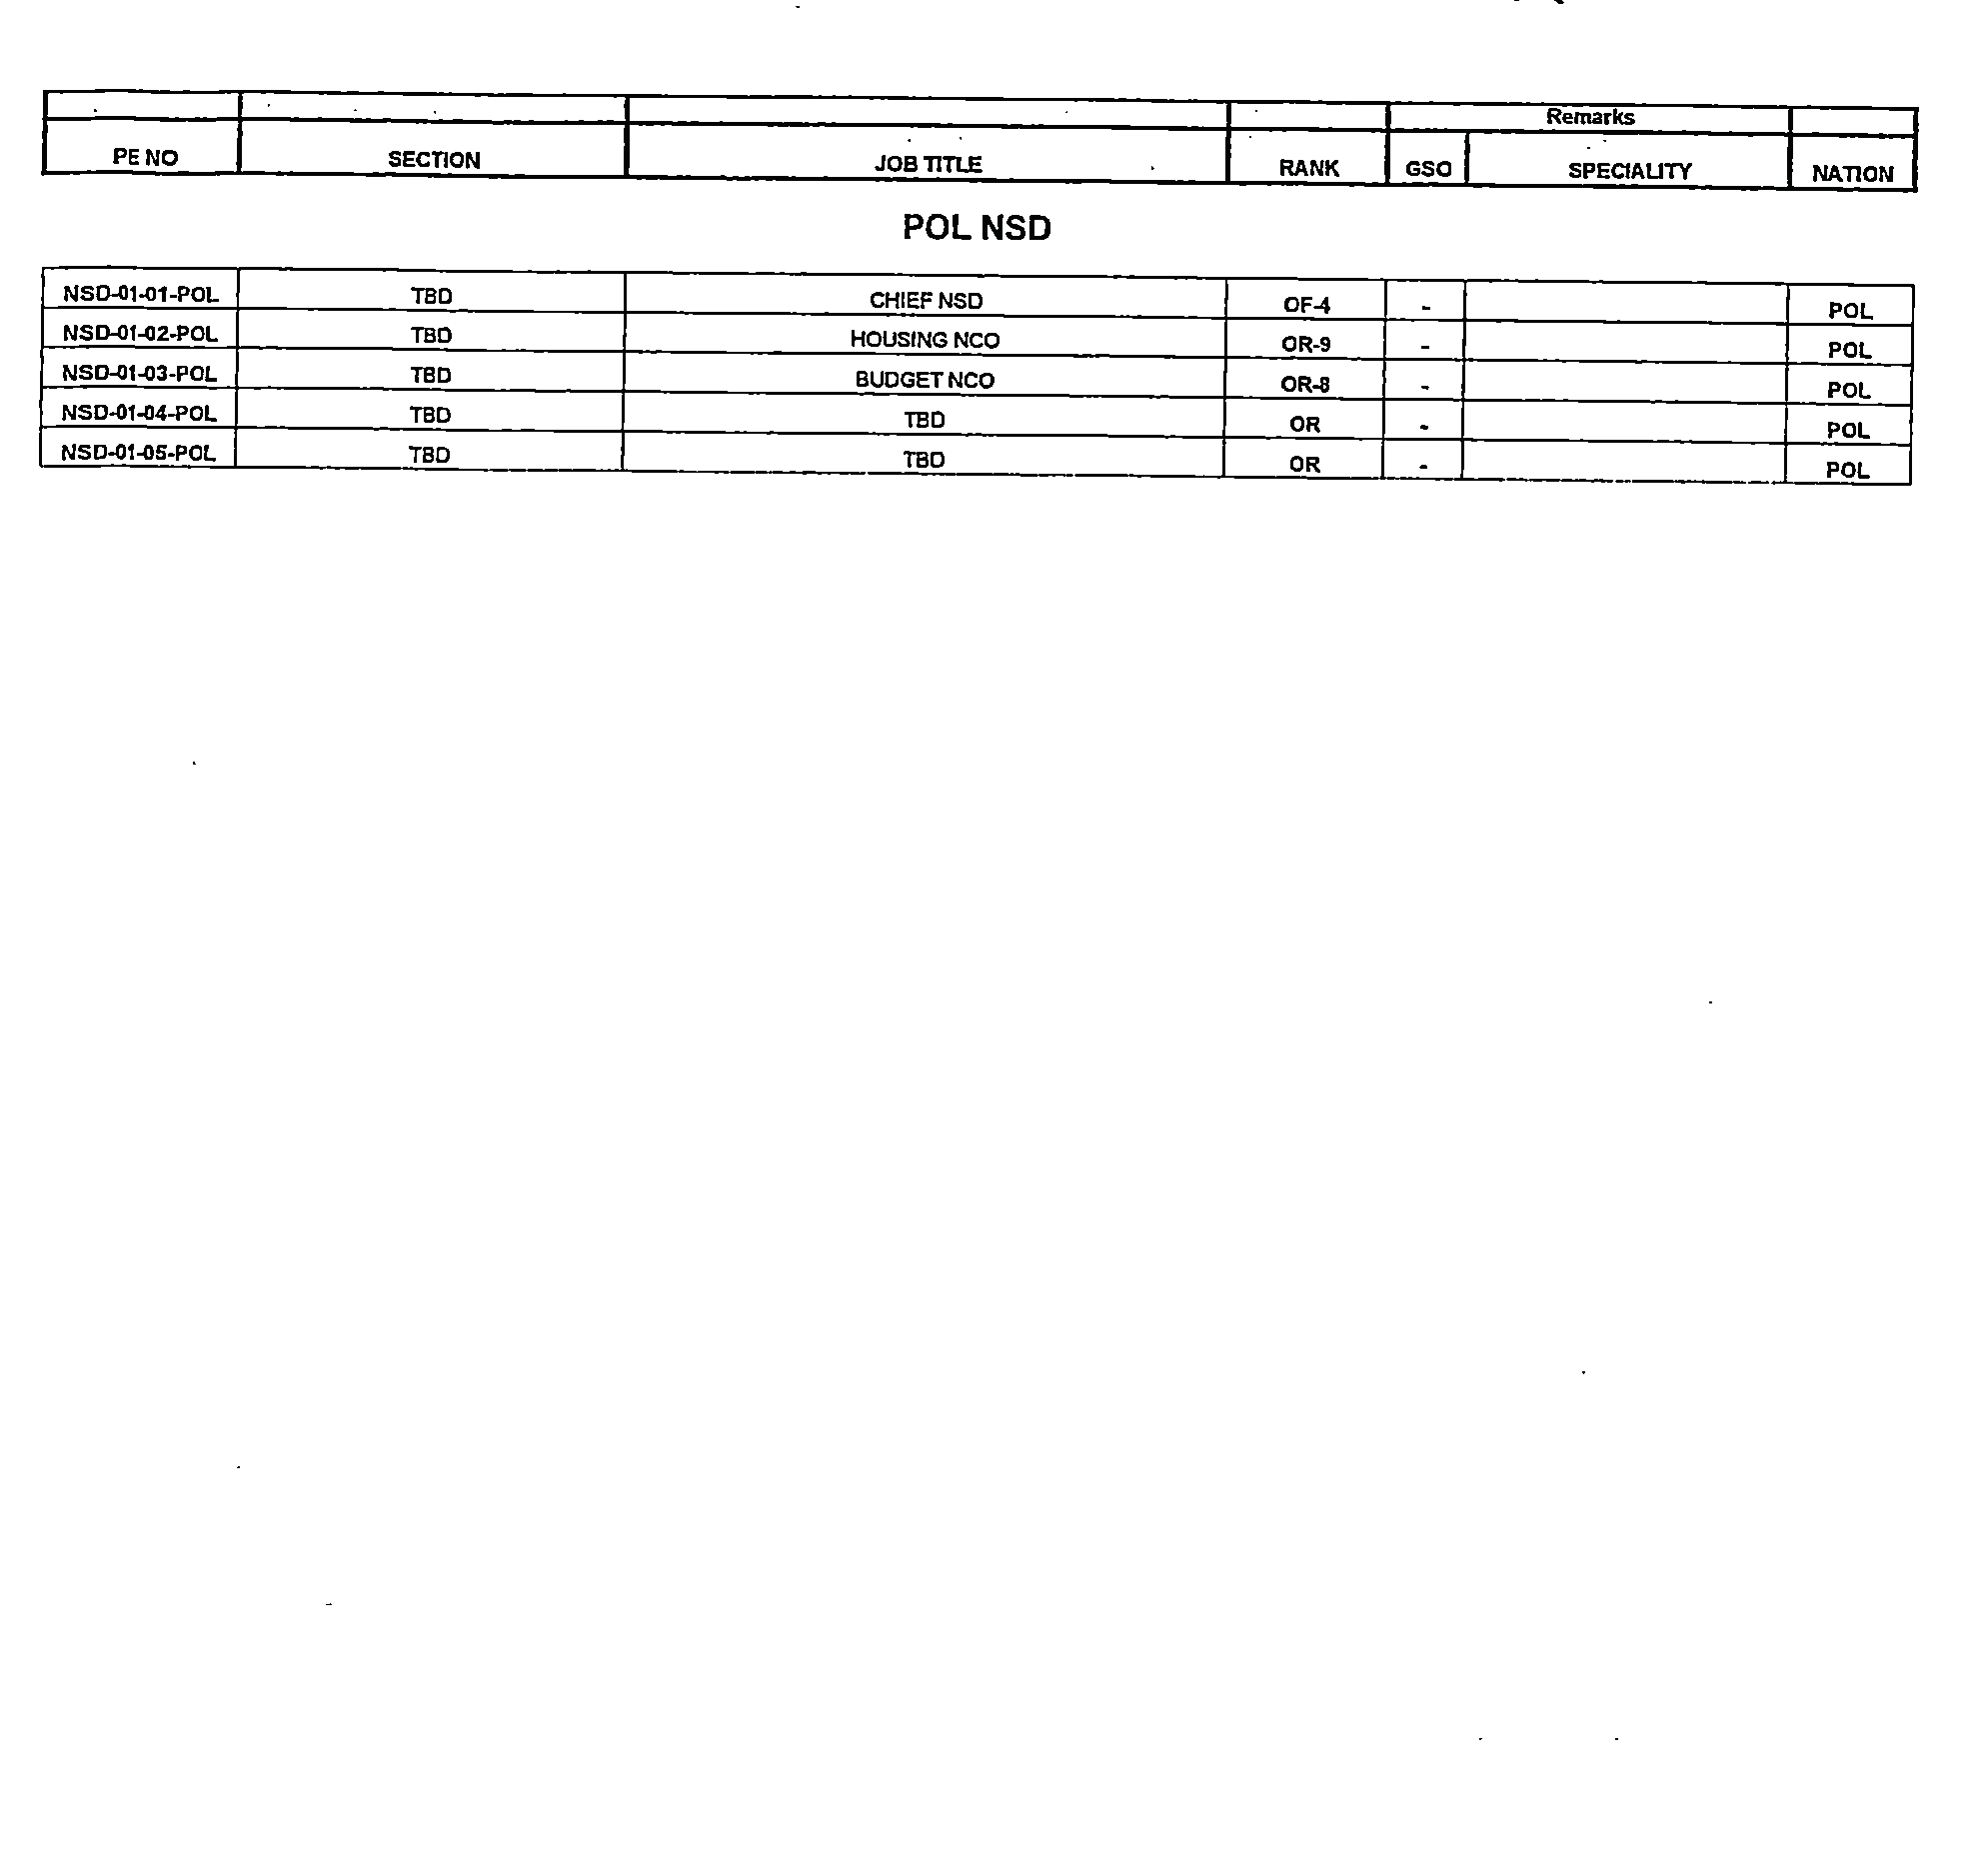 Remarks
PE NO SECTION JOB TITLE RANK GSO SPECIALITY NATION
POL NSD
NSD-01-01-POL TBD CHIEF NSD OF-4 - POL
NSD-01-02-POL TBD HOUSING NCO OR-9 - POL
NSD-01-03-POL TBD BUDGET NCO OR-8 - POL
NSD-01-04-POL TBD TBD OR - POL
NSD-01-05-POL TBD TBD OR - POL